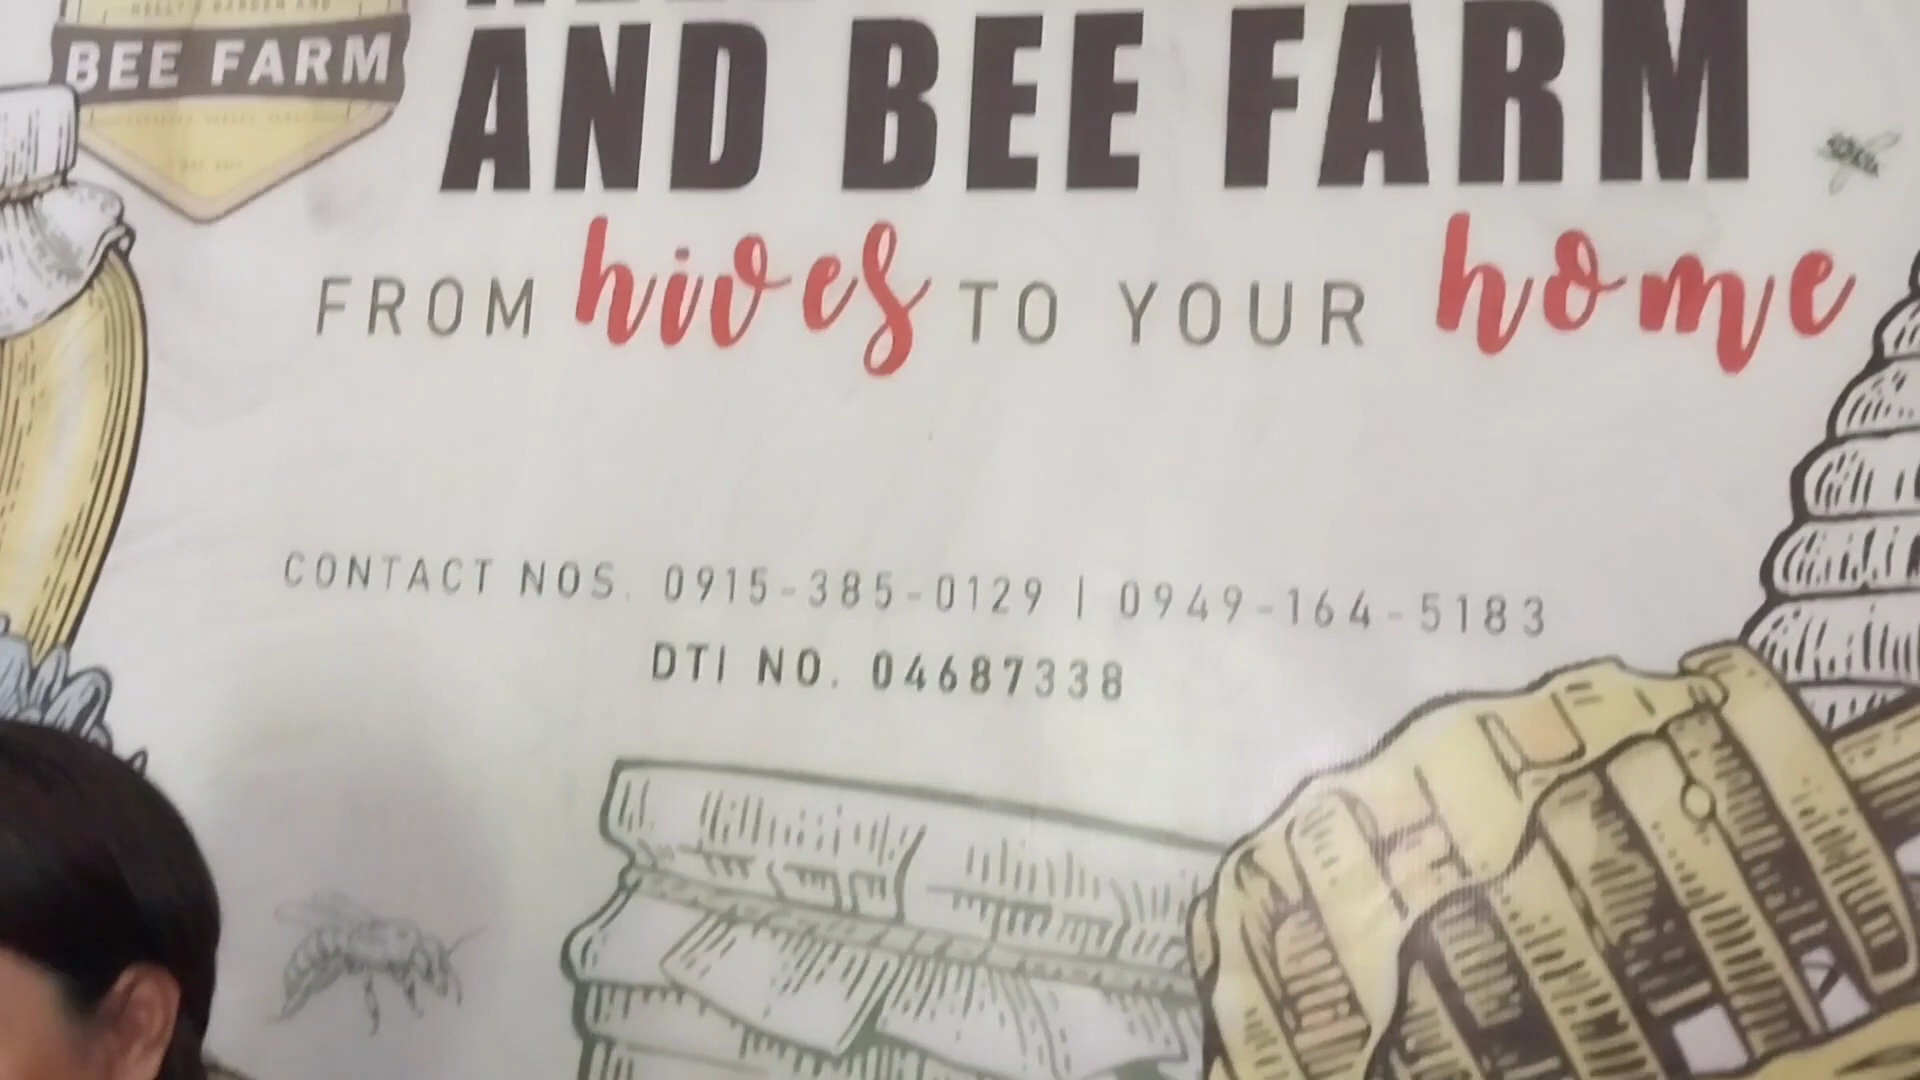 BEE FARM
AND BEE FARM
FROM hives TO YOUR home
CONTACT NOS. 0915-385-0129 | 0949-164-5183
DTI NO. 04687338